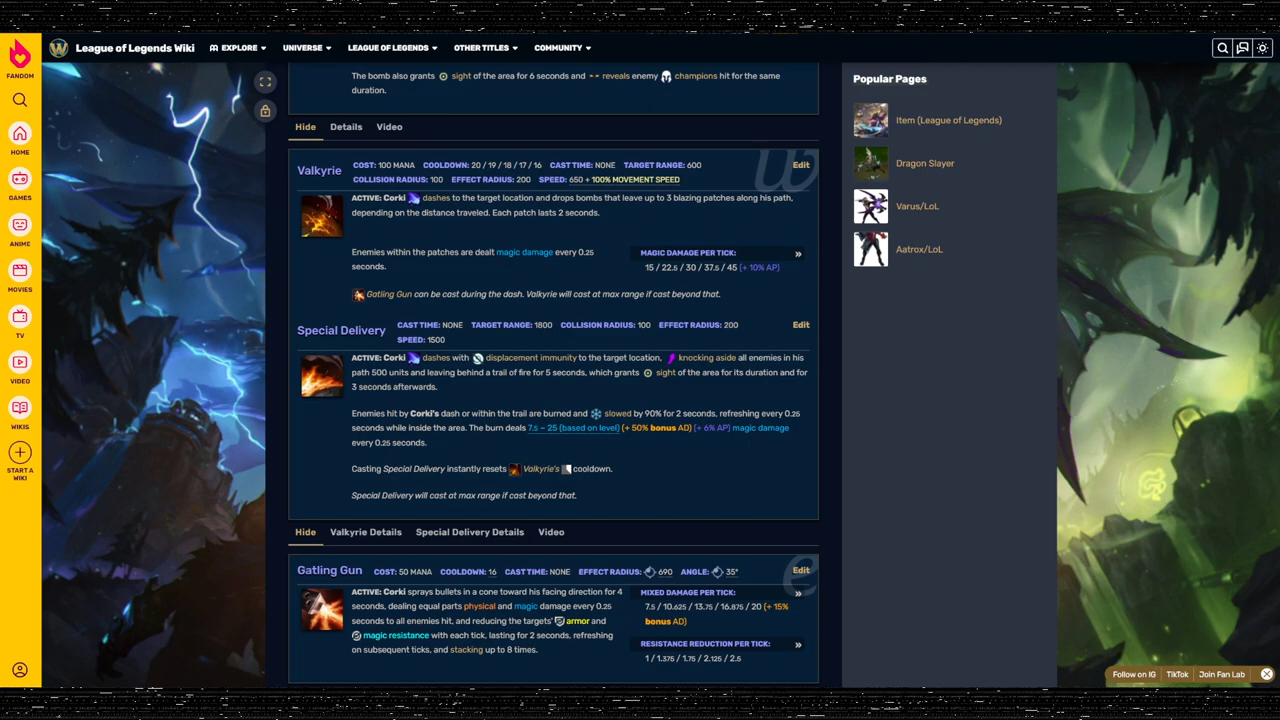 League of Legends Wiki
EXPLORE
UNIVERSE
LEAGUE OF LEGENDS
OTHER TITLES
COMMUNITY
FANDOM
HOME
GAMES
ANIME
MOVIES
TV
VIDEO
WIKIS
START A
WIKI
The bomb also grants sight of the area for 6 seconds and reveals enemy champions hit for the same
duration.
Hide Details Video
Valkyrie COST: 100 MANA COOLDOWN: 20 / 19 / 18 / 17 / 16 CAST TIME: NONE TARGET RANGE: 600 Edit
COLLISION RADIUS: 100 EFFECT RADIUS: 200 SPEED: 650 + 100% MOVEMENT SPEED
ACTIVE: Corki dashes to the target location and drops bombs that leave up to 3 blazing patches along his path,
depending on the distance traveled. Each patch lasts 2 seconds.
Enemies within the patches are dealt magic damage every 0.25
seconds.
MAGIC DAMAGE PER TICK: »
15 / 22.5 / 30 / 37.5 / 45 (+ 10% AP)
Gatling Gun can be cast during the dash. Valkyrie will cast at max range if cast beyond that.
Special Delivery CAST TIME: NONE TARGET RANGE: 1800 COLLISION RADIUS: 100 EFFECT RADIUS: 200 Edit
SPEED: 1500
ACTIVE: Corki dashes with displacement immunity to the target location, knocking aside all enemies in his
path 500 units and leaving behind a trail of fire for 5 seconds, which grants sight of the area for its duration and for
3 seconds afterwards.
Enemies hit by Corki's dash or within the trail are burned and slowed by 90% for 2 seconds, refreshing every 0.25
seconds while inside the area. The burn deals 7.5 – 25 (based on level) (+ 50% bonus AD) (+ 6% AP) magic damage
every 0.25 seconds.
Casting Special Delivery instantly resets Valkyrie's cooldown.
Special Delivery will cast at max range if cast beyond that.
Hide Valkyrie Details Special Delivery Details Video
Gatling Gun COST: 50 MANA COOLDOWN: 16 CAST TIME: NONE EFFECT RADIUS: 690 ANGLE: 35° Edit
ACTIVE: Corki sprays bullets in a cone toward his facing direction for 4
seconds, dealing equal parts physical and magic damage every 0.25
seconds to all enemies hit, and reducing the targets' armor and
magic resistance with each tick, lasting for 2 seconds, refreshing
on subsequent ticks, and stacking up to 8 times.
MIXED DAMAGE PER TICK: »
7.5 / 10.625 / 13.75 / 16.875 / 20 (+ 15%
bonus AD)
RESISTANCE REDUCTION PER TICK: »
1 / 1.375 / 1.75 / 2.125 / 2.5
Popular Pages
Item (League of Legends)
Dragon Slayer
Varus/LoL
Aatrox/LoL
Follow on IG TikTok Join Fan Lab